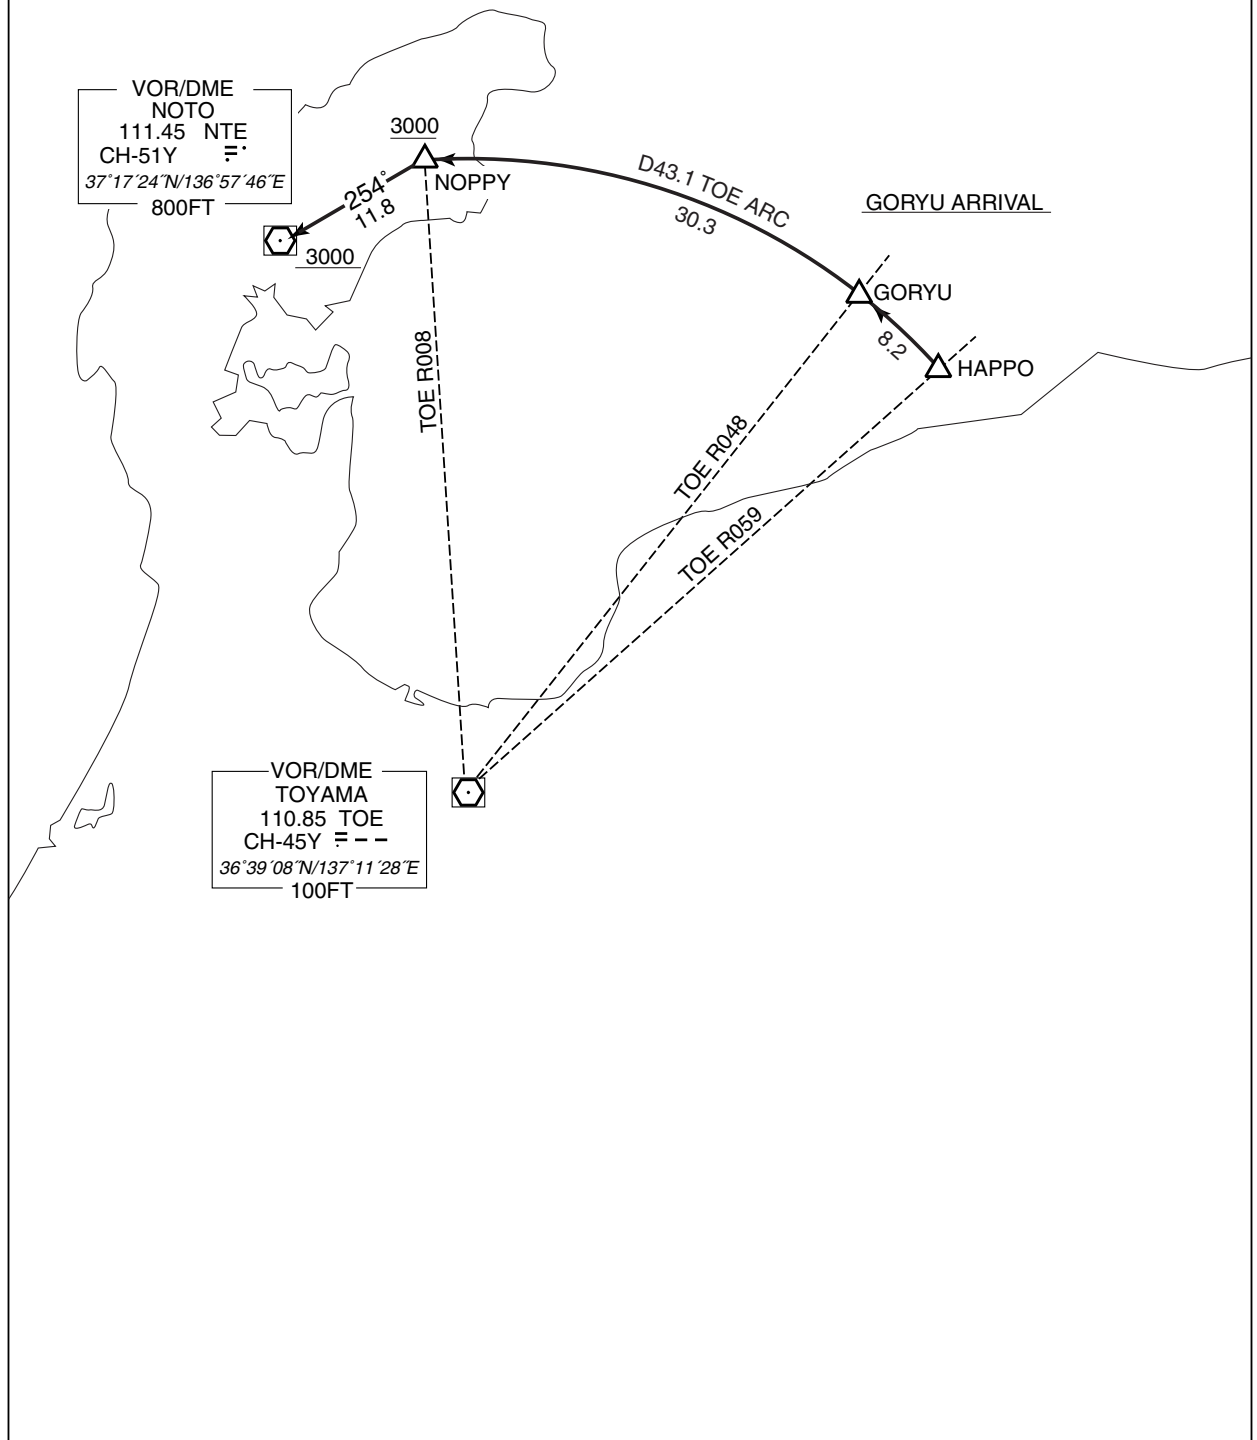 VOR/DME
NOTO
111.45 NTE
CH-51Y
37°17´24˝N/136°57´46˝E
800FT
3000
NOPPY
254°
11.8
3000
D43.1 TOE ARC
30.3
GORYU ARRIVAL
GORYU
8.2
HAPPO
TOE R008
TOE R048
TOE R059
VOR/DME
TOYAMA
110.85 TOE
CH-45Y
36°39´08˝N/137°11´28˝E
100FT